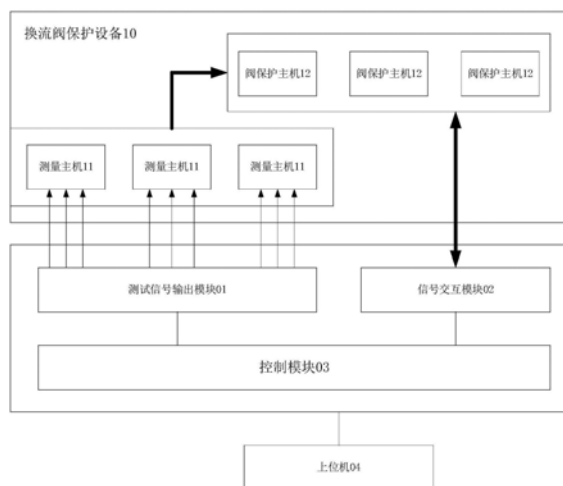 换流阀保护设备10
阀保护主机12
阀保护主机12
阀保护主机12
测量主机11
测量主机11
测量主机11
测试信号输出模块01
信号交互模块02
控制模块03
上位机04